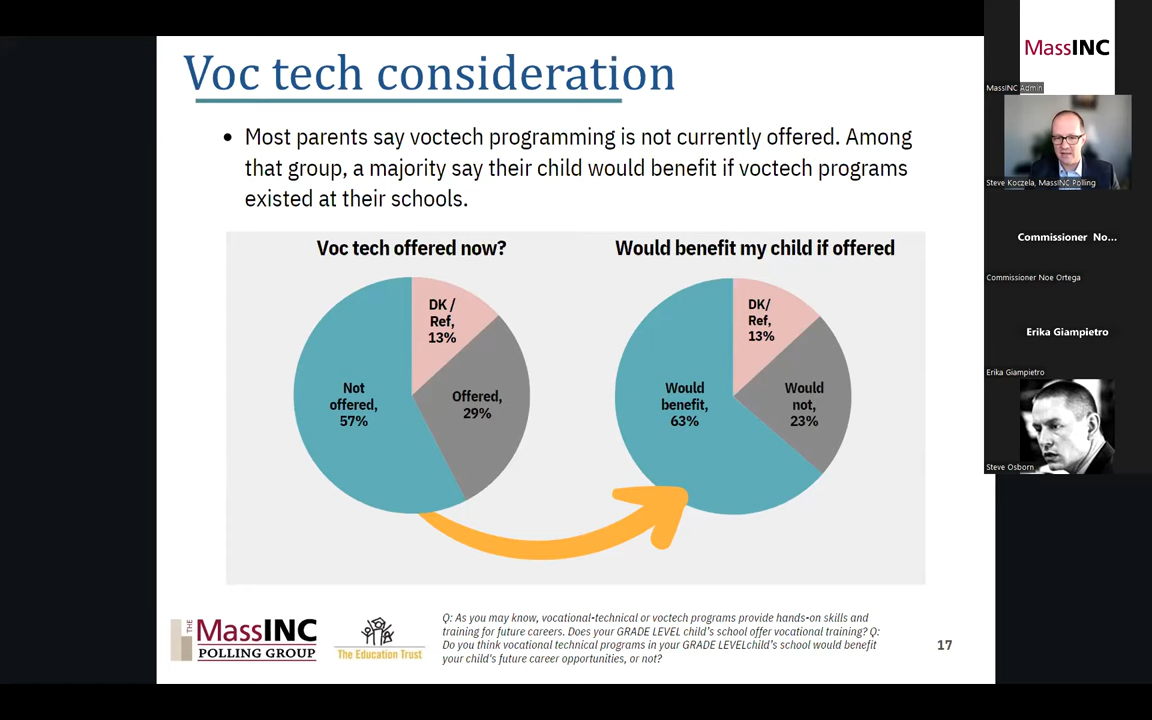 Voc tech consideration
• Most parents say voctech programming is not currently offered. Among
that group, a majority say their child would benefit if voctech programs
existed at their schools.
Voc tech offered now?
DK /
Ref,
13%
Not
offered,
57%
Offered,
29%
Would benefit my child if offered
DK/
Ref,
13%
Would
benefit,
63%
Would
not,
23%
THE
MassINC
POLLING GROUP
The Education Trust
Q: As you may know, vocational-technical or voctech programs provide hands-on skills and
training for future careers. Does your GRADE LEVEL child's school offer vocational training? Q:
Do you think vocational technical programs in your GRADE LEVELchild's school would benefit
your child's future career opportunities, or not?
17
MassINC
MassINC Admin
Steve Koczela, MassINC Polling
Commissioner No...
Commissioner Noe Ortega
Erika Giampietro
Erika Giampietro
Steve Osborn